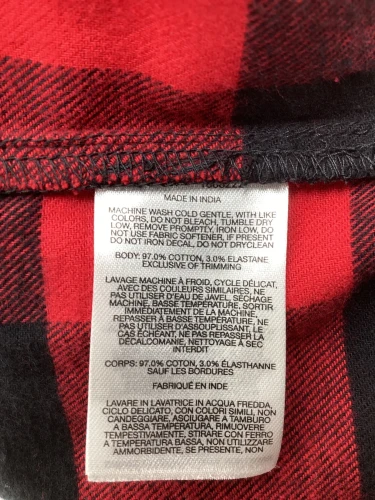 MADE IN INDIA
MACHINE WASH COLD GENTLE, WITH LIKE
COLORS, DO NOT BLEACH, TUMBLE DRY
LOW, REMOVE PROMPTLY, IRON LOW, DO
NOT USE FABRIC SOFTENER, IF PRESENT
DO NOT IRON DECAL, DO NOT DRYCLEAN
BODY: 97.0% COTTON, 3.0% ELASTANE
EXCLUSIVE OF TRIMMING
LAVAGE MACHINE À FROID, CYCLE DÉLICAT,
AVEC DES COULEURS SIMILAIRES, NE
PAS UTILISER D'EAU DE JAVEL, SÉCHAGE
MACHINE, BASSE TEMPÉRATURE, SORTIR
IMMÉDIATEMENT DE LA MACHINE,
REPASSER À BASSE TEMPÉRATURE, NE
PAS UTILISER D'ASSOUPLISSANT, LE
CAS ÉCHÉANT, NE PAS REPASSER LA
DÉCALCOMANIE, NETTOYAGE À SEC
INTERDIT
CORPS: 97.0% COTON, 3.0% ÉLASTHANNE
SAUF LES BORDURES
FABRIQUÉ EN INDE
LAVARE IN LAVATRICE IN ACQUA FREDDA,
CICLO DELICATO, CON COLORI SIMILI, NON
CANDEGGIARE, ASCIUGARE A TAMBURO
A BASSA TEMPERATURA, RIMUOVERE
TEMPESTIVAMENTE, STIRARE CON FERRO
A TEMPERATURA BASSA, NON UTILIZZARE
AMMORBIDENTE, SE PRESENTE, NON